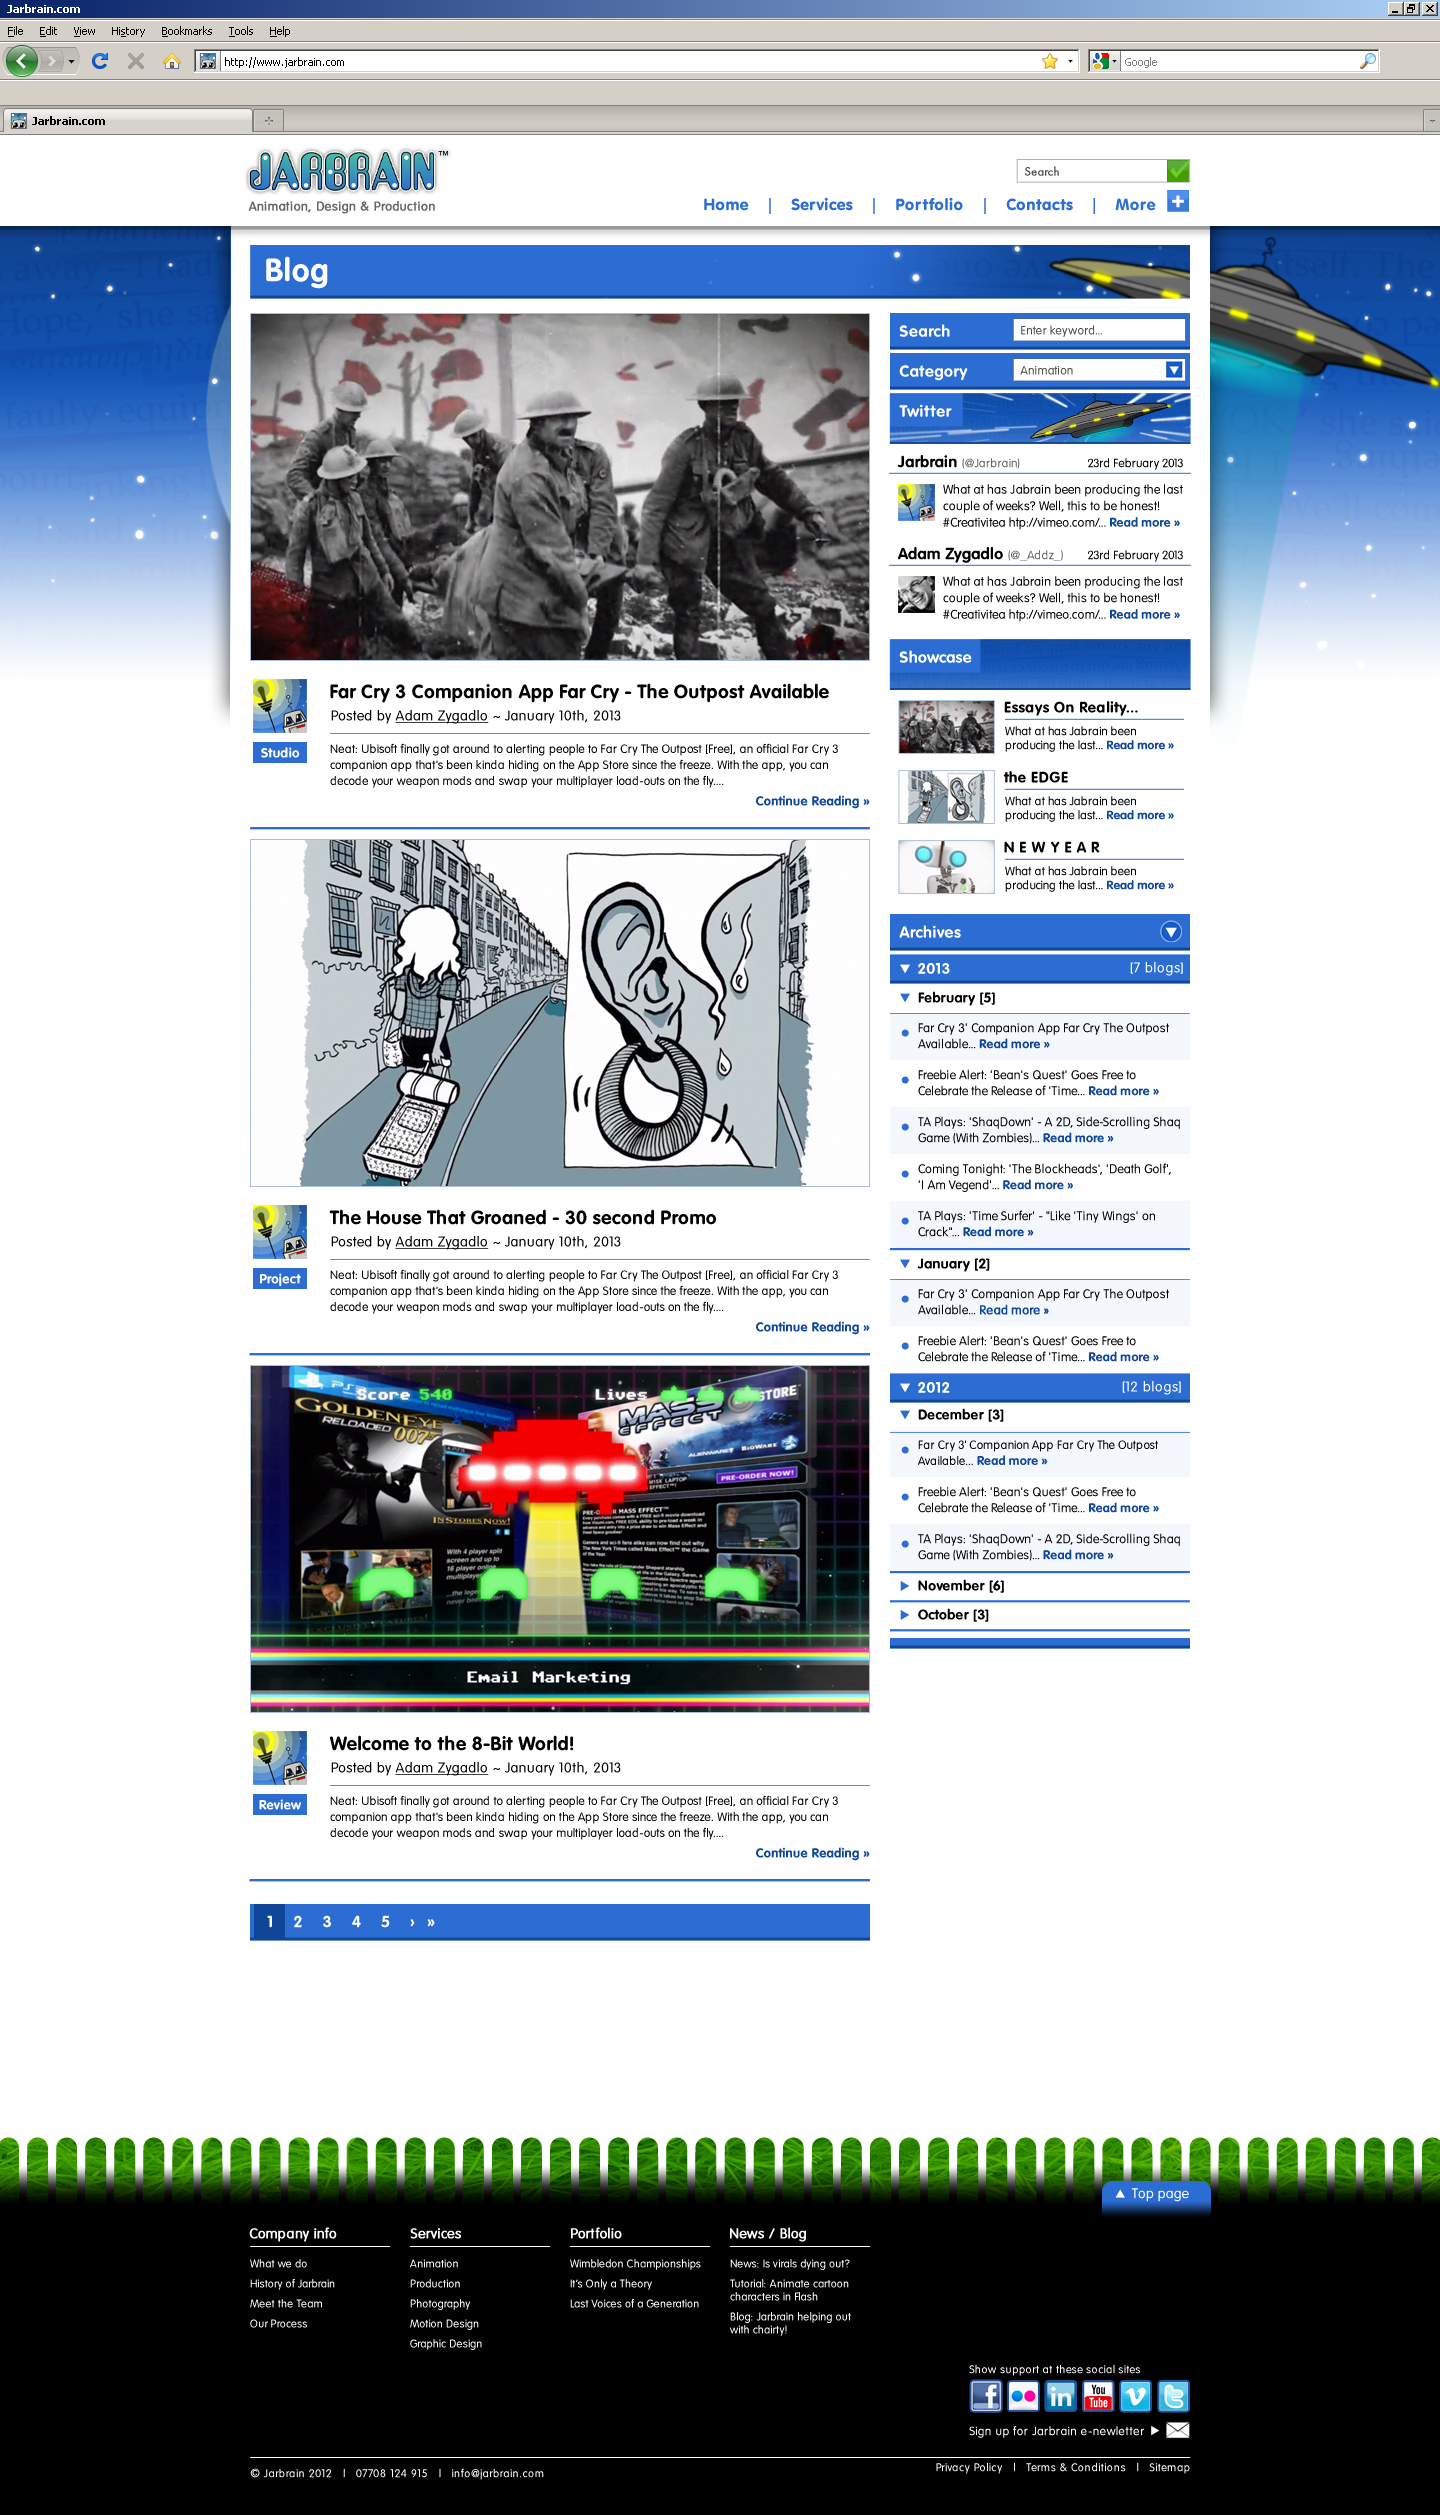 Jarbrain.com
File Edit View History Bookmarks Tools Help
http://www.jarbrain.com
Google
Jarbrain.com
JARBRAIN™
Animation, Design & Production
Search
Home | Services | Portfolio | Contacts | More
Blog
Far Cry 3 Companion App Far Cry - The Outpost Available
Posted by Adam Zygadlo ~ January 10th, 2013
Studio
Neat: Ubisoft finally got around to alerting people to Far Cry The Outpost [Free], an official Far Cry 3
companion app that's been kinda hiding on the App Store since the freeze. With the app, you can
decode your weapon mods and swap your multiplayer load-outs on the fly....
Continue Reading »
The House That Groaned - 30 second Promo
Posted by Adam Zygadlo ~ January 10th, 2013
Project
Neat: Ubisoft finally got around to alerting people to Far Cry The Outpost [Free], an official Far Cry 3
companion app that's been kinda hiding on the App Store since the freeze. With the app, you can
decode your weapon mods and swap your multiplayer load-outs on the fly....
Continue Reading »
Score 540
Lives
STORE
GOLDENEYE
RELOADED 007
MASS
EFFECT
ALIENWARE BIOWARE
PRE-ORDER NOW!
IN STORES NOW!
PRE-ORDER MASS EFFECT™
With 4 player split
screen and up to
16 player online
multiplayer
Email Marketing
Welcome to the 8-Bit World!
Posted by Adam Zygadlo ~ January 10th, 2013
Review
Neat: Ubisoft finally got around to alerting people to Far Cry The Outpost [Free], an official Far Cry 3
companion app that's been kinda hiding on the App Store since the freeze. With the app, you can
decode your weapon mods and swap your multiplayer load-outs on the fly....
Continue Reading »
1 2 3 4 5 › »
Search
Enter keyword...
Category
Animation
Twitter
Jarbrain (@Jarbrain) 23rd February 2013
What at has Jabrain been producing the last
couple of weeks? Well, this to be honest!
#Creativitea htp://vimeo.com/... Read more »
Adam Zygadlo (@_Addz_) 23rd February 2013
What at has Jabrain been producing the last
couple of weeks? Well, this to be honest!
#Creativitea htp://vimeo.com/... Read more »
Showcase
Essays On Reality...
What at has Jabrain been
producing the last... Read more »
the EDGE
What at has Jabrain been
producing the last... Read more »
N E W Y E A R
What at has Jabrain been
producing the last... Read more »
Archives
2013 [7 blogs]
February [5]
Far Cry 3' Companion App Far Cry The Outpost
Available... Read more »
Freebie Alert: 'Bean's Quest' Goes Free to
Celebrate the Release of 'Time... Read more »
TA Plays: 'ShaqDown' - A 2D, Side-Scrolling Shaq
Game (With Zombies)... Read more »
Coming Tonight: 'The Blockheads', 'Death Golf',
'I Am Vegend'... Read more »
TA Plays: 'Time Surfer' - "Like 'Tiny Wings' on
Crack"... Read more »
January [2]
Far Cry 3' Companion App Far Cry The Outpost
Available... Read more »
Freebie Alert: 'Bean's Quest' Goes Free to
Celebrate the Release of 'Time... Read more »
2012 [12 blogs]
December [3]
Far Cry 3' Companion App Far Cry The Outpost
Available... Read more »
Freebie Alert: 'Bean's Quest' Goes Free to
Celebrate the Release of 'Time... Read more »
TA Plays: 'ShaqDown' - A 2D, Side-Scrolling Shaq
Game (With Zombies)... Read more »
November [6]
October [3]
Top page
Company info
What we do
History of Jarbrain
Meet the Team
Our Process
Services
Animation
Production
Photography
Motion Design
Graphic Design
Portfolio
Wimbledon Championships
It's Only a Theory
Last Voices of a Generation
News / Blog
News: Is virals dying out?
Tutorial: Animate cartoon
characters in Flash
Blog: Jarbrain helping out
with chairty!
Show support at these social sites
You
Tube
Sign up for Jarbrain e-newletter
© Jarbrain 2012 | 07708 124 915 | info@jarbrain.com
Privacy Policy | Terms & Conditions | Sitemap